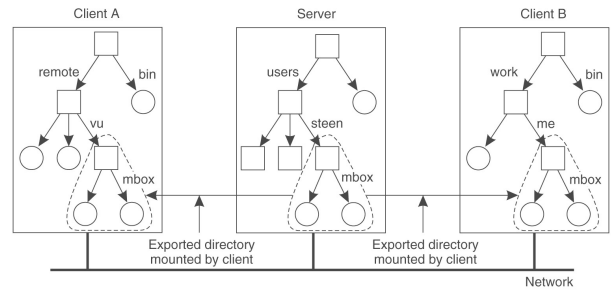 Client A
Server
Client B
remote
bin
users
work
bin
vu
steen
me
mbox
mbox
mbox
Exported directory
mounted by client
Exported directory
mounted by client
Network